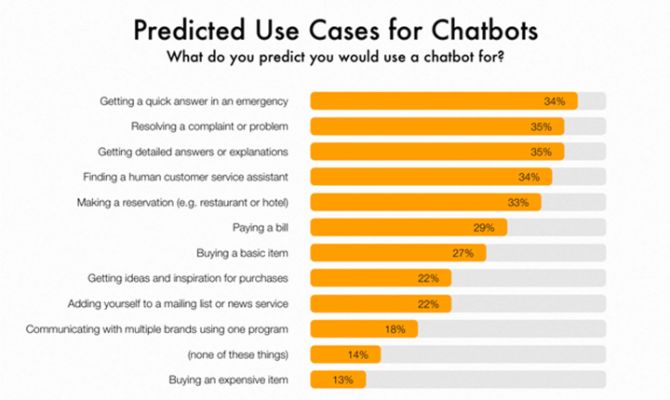 Predicted Use Cases for Chatbots
What do you predict you would use a chatbot for?
Getting a quick answer in an emergency 34%
Resolving a complaint or problem 35%
Getting detailed answers or explanations 35%
Finding a human customer service assistant 34%
Making a reservation (e.g. restaurant or hotel) 33%
Paying a bill 29%
Buying a basic item 27%
Getting ideas and inspiration for purchases 22%
Adding yourself to a mailing list or news service 22%
Communicating with multiple brands using one program 18%
(none of these things) 14%
Buying an expensive item 13%